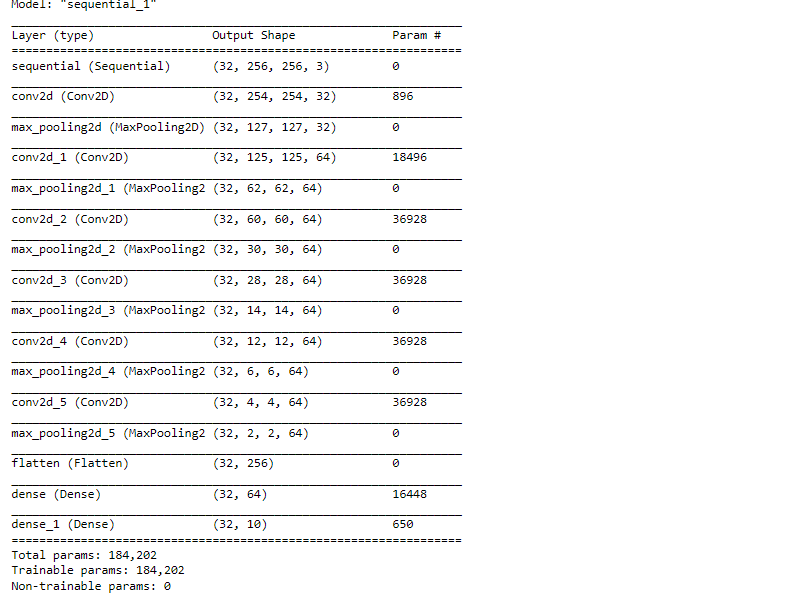 Model: "sequential_1"
Layer (type) Output Shape Param #
sequential (Sequential) (32, 256, 256, 3) 0
conv2d (Conv2D) (32, 254, 254, 32) 896
max_pooling2d (MaxPooling2D) (32, 127, 127, 32) 0
conv2d_1 (Conv2D) (32, 125, 125, 64) 18496
max_pooling2d_1 (MaxPooling2 (32, 62, 62, 64) 0
conv2d_2 (Conv2D) (32, 60, 60, 64) 36928
max_pooling2d_2 (MaxPooling2 (32, 30, 30, 64) 0
conv2d_3 (Conv2D) (32, 28, 28, 64) 36928
max_pooling2d_3 (MaxPooling2 (32, 14, 14, 64) 0
conv2d_4 (Conv2D) (32, 12, 12, 64) 36928
max_pooling2d_4 (MaxPooling2 (32, 6, 6, 64) 0
conv2d_5 (Conv2D) (32, 4, 4, 64) 36928
max_pooling2d_5 (MaxPooling2 (32, 2, 2, 64) 0
flatten (Flatten) (32, 256) 0
dense (Dense) (32, 64) 16448
dense_1 (Dense) (32, 10) 650
Total params: 184,202
Trainable params: 184,202
Non-trainable params: 0